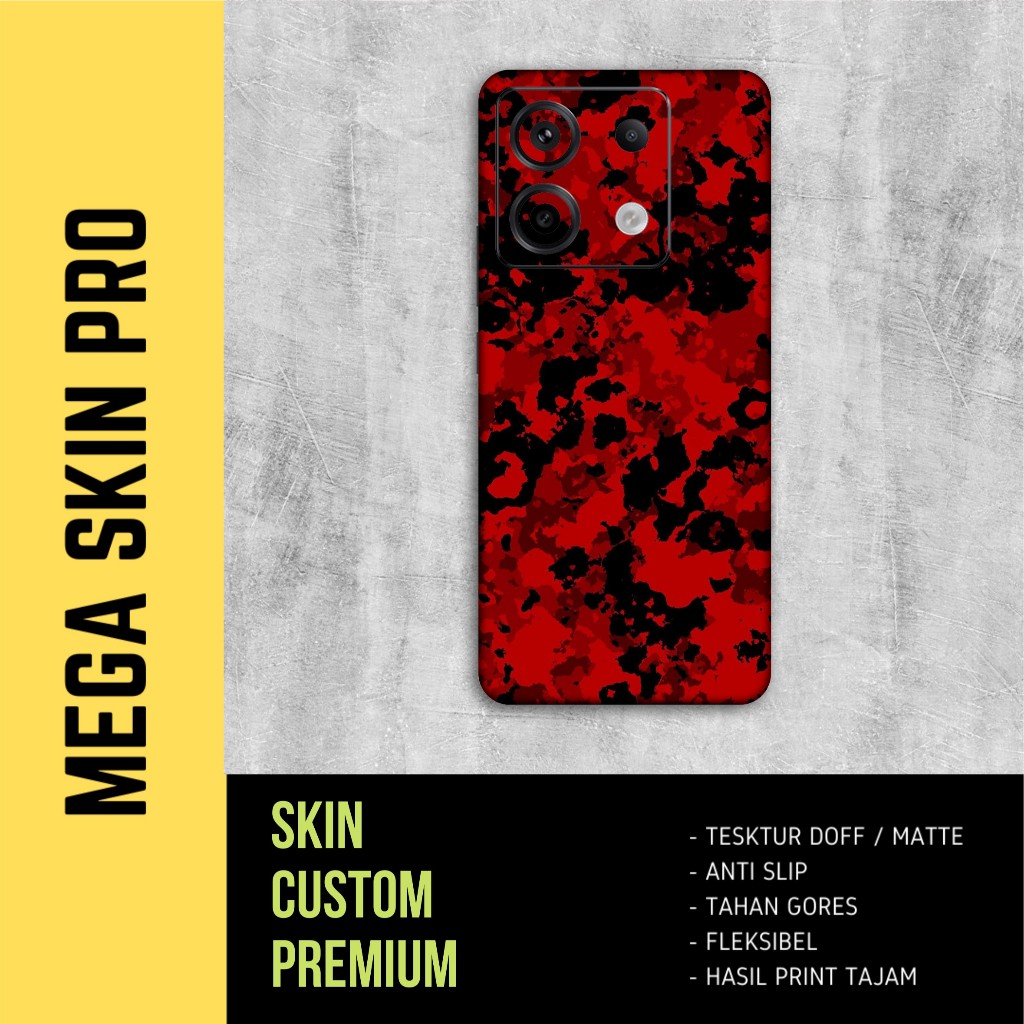 MEGA SKIN PRO
SKIN
CUSTOM
PREMIUM
- TESKTUR DOFF / MATTE
- ANTI SLIP
- TAHAN GORES
- FLEKSIBEL
- HASIL PRINT TAJAM